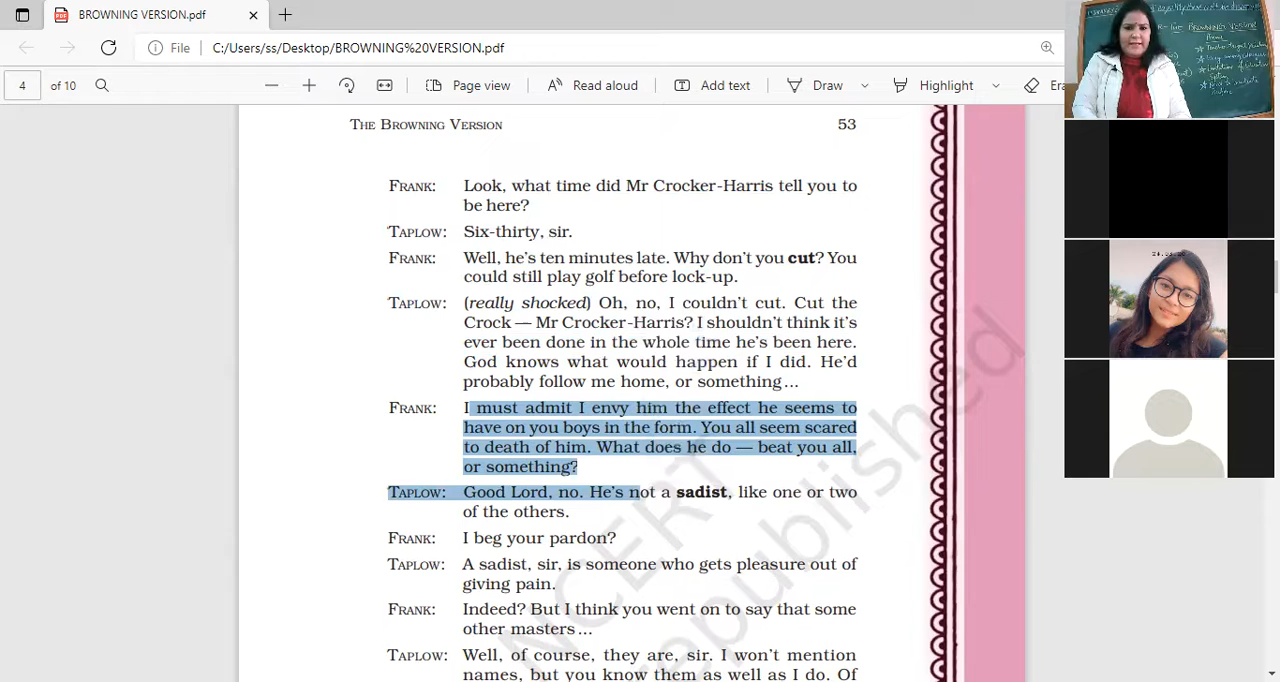 BROWNING VERSION.pdf
File C:/Users/ss/Desktop/BROWNING%20VERSION.pdf
4 of 10 Page view Read aloud Add text Draw Highlight
THE BROWNING VERSION 53
FRANK: Look, what time did Mr Crocker-Harris tell you to
be here?
TAPLOW: Six-thirty, sir.
FRANK: Well, he's ten minutes late. Why don't you cut? You
could still play golf before lock-up.
TAPLOW: (really shocked) Oh, no, I couldn't cut. Cut the
Crock — Mr Crocker-Harris? I shouldn't think it's
ever been done in the whole time he's been here.
God knows what would happen if I did. He'd
probably follow me home, or something...
FRANK: I must admit I envy him the effect he seems to
have on you boys in the form. You all seem scared
to death of him. What does he do — beat you all,
or something?
TAPLOW: Good Lord, no. He's not a sadist, like one or two
of the others.
FRANK: I beg your pardon?
TAPLOW: A sadist, sir, is someone who gets pleasure out of
giving pain.
FRANK: Indeed? But I think you went on to say that some
other masters...
TAPLOW: Well, of course, they are, sir. I won't mention
names, but you know them as well as I do. Of
NCERT
republished
BROWNING VERSION